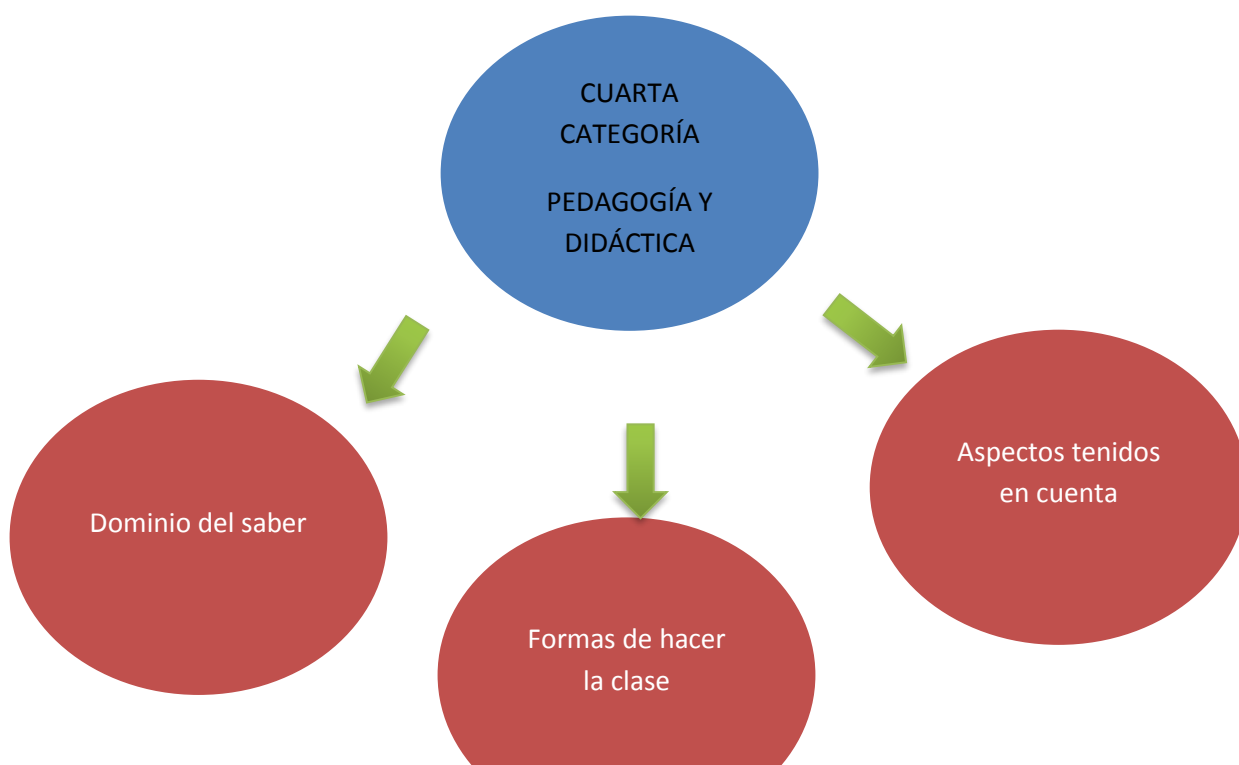 CUARTA
CATEGORÍA
PEDAGOGÍA Y
DIDÁCTICA
Aspectos tenidos
en cuenta
Dominio del saber
Formas de hacer
la clase